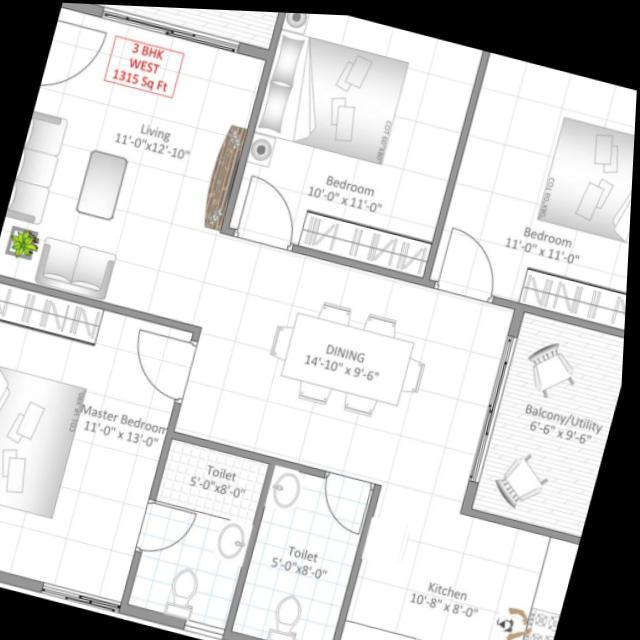 3 BHK
WEST
1315 Sq Ft
Living
11'-0"x12'-10"
Bedroom
10'-0" x 11'-0"
Bedroom
11'-0" x 11'-0"
DINING
14'-10" x 9'-6"
Balcony/Utility
6'-6" x 9'-6"
Master Bedroom
11'-0" x 13'-0"
Toilet
5'-0"x8'-0"
Toilet
5'-0"x8'-0"
Kitchen
10'-8" x 8'-0"